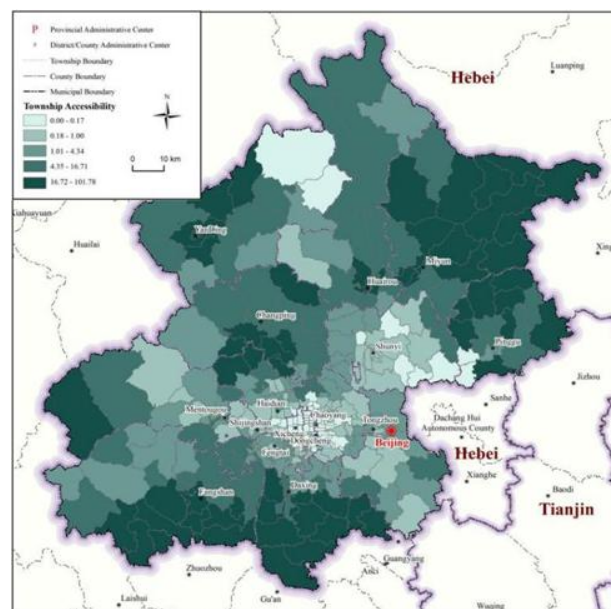 P Provincial Administrative Center
District/County Administrative Center
Township Boundary
County Boundary
Municipal Boundary
Township Accessibility
0.00 - 0.17
0.18 - 1.00
1.01 - 4.34
4.35 - 16.71
16.72 - 101.78
N
0 10 km
Hebei
Luanping
Huailai
YanQing
Miyun
Huairou
Changping
Shunyi
Pinggu
Jizhou
Sanhe
Mentougou
Haidian
Chaoyang
Shijingshan
Xicheng
Dongcheng
Tongzhou
Beijing
Dachang Hui
Autonomous County
Fengtai
Hebei
Xianghe
Baodi
Tianjin
Fangshan
Daxing
Guangyang
Zhuozhou
Gu'an
Laishui